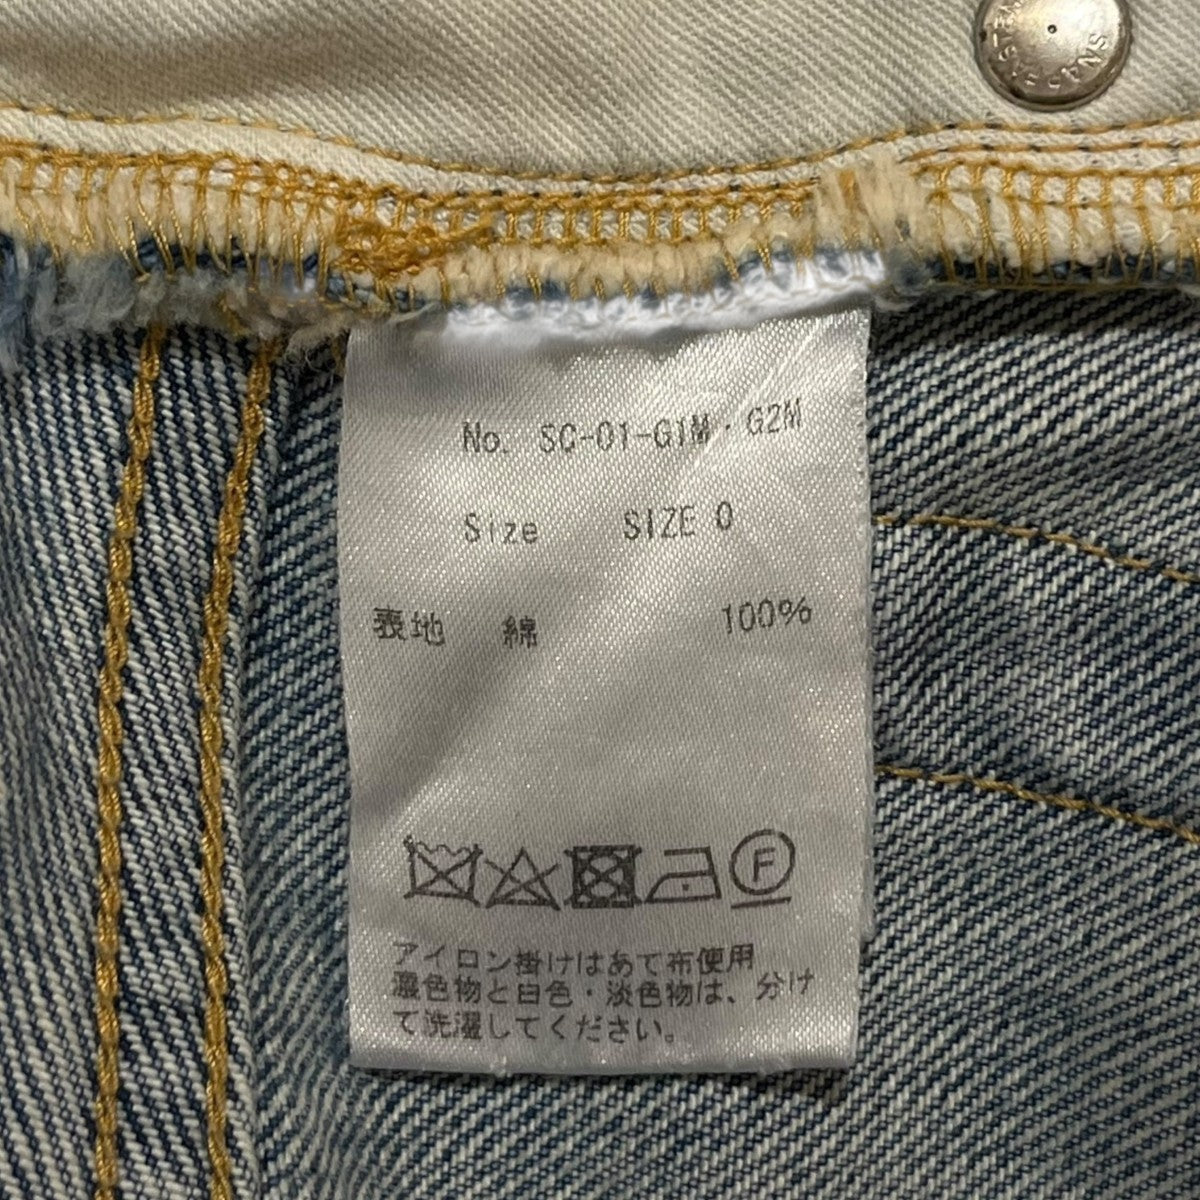 No. SC-01-G1M・G2M
Size SIZE 0
表地 綿 100%
F
アイロン掛けはあて布使用
濃色物と白色・淡色物は、分け
て洗濯してください。